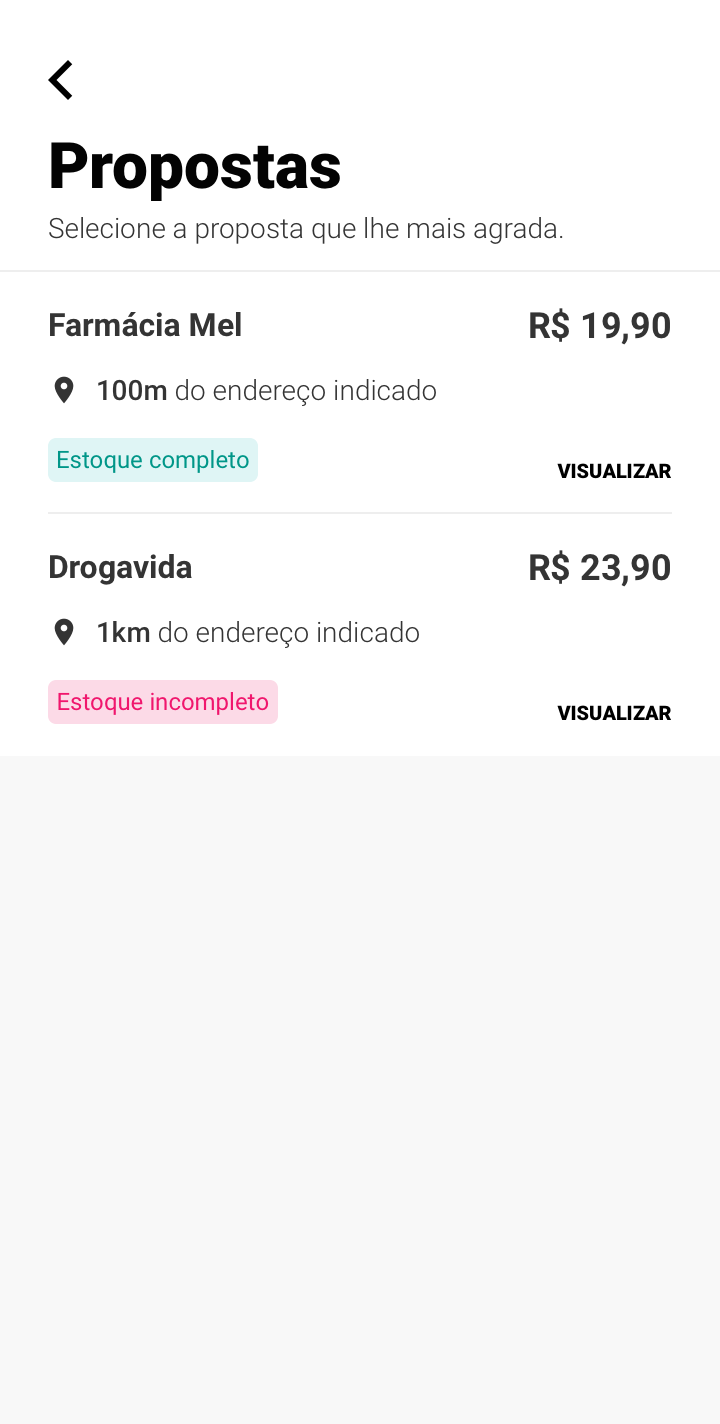 Propostas
Selecione a proposta que lhe mais agrada.
Farmácia Mel
R$ 19,90
100m do endereço indicado
Estoque completo
VISUALIZAR
Drogavida
R$ 23,90
1km do endereço indicado
Estoque incompleto
VISUALIZAR